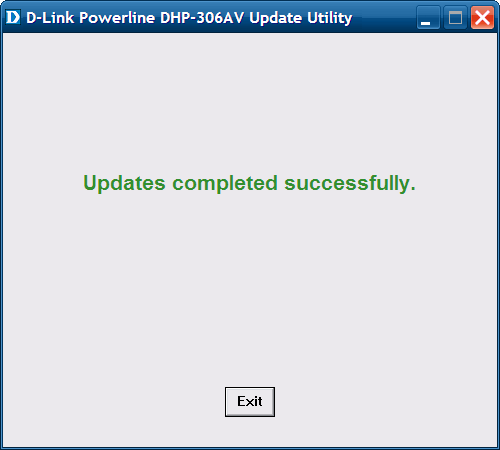 D-Link Powerline DHP-306AV Update Utility
Updates completed successfully.
Exit